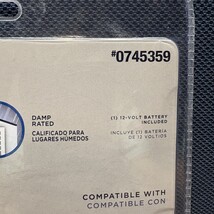 #0745359
DAMP
RATED
CALIFICADO PARA
LUGARES HÚMEDOS
(1) 12-VOLT BATTERY
INCLUDED
INCLUYE (1) BATERÍA
DE 12 VOLTIOS
COMPATIBLE WITH
COMPATIBLE CON